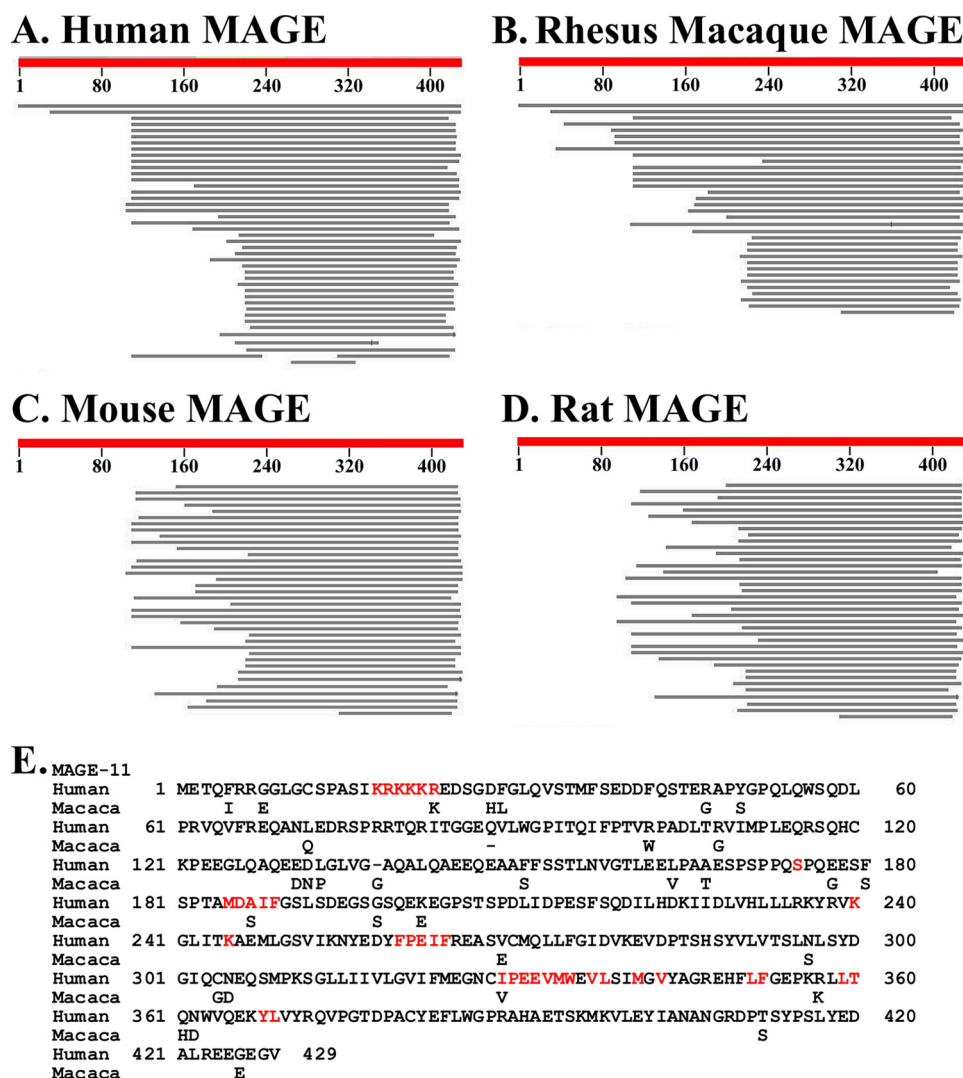 A. Human MAGE
1 80 160 240 320 400
B. Rhesus Macaque MAGE
1 80 160 240 320 400
C. Mouse MAGE
1 80 160 240 320 400
D. Rat MAGE
1 80 160 240 320 400
E. MAGE-11
Human 1 METQFRRGGLGCSPASIKRKKKREDSGDFGLQVSTMFSEDDFQSTERAPYGPQLQWSQDL 60
Macaca I E K HL G S
Human 61 PRVQVFREQANLEDRSPRRTQRITGGEQVLWGPITQIFPTVRPADLTRVIMPLEQRSQHC 120
Macaca Q - W G
Human 121 KPEEGLQAQEEDLGLVG-AQALQAEEQEAAFFSSTLNVGTLEELPAAESPSPPQSPQEESF 180
Macaca DNP G S V T G S
Human 181 SPTAMDAIFGSLSDEGSGSQEKEGPSTSPDLIDPESFSQDILHDKIIDLVHLLLRKYRVK 240
Macaca S S E
Human 241 GLITKAEMLGSVIKNYEDYFPEIFREASVCMQLLFGIDVKEVDPTSHSYVLVTSLNLSYD 300
Macaca E S
Human 301 GIQCNEQSMPKSGLLIIVLGVIFMEGNCIPEEVMWEVLSIMGVYAGREHFLFGEPKRLLT 360
Macaca GD V K
Human 361 QNWVQEKYLVYRQVPGTDPACYEFLWGPRAHAETSKMKVLEYIANANGRDPTSYPSLYED 420
Macaca HD S
Human 421 ALREEGEGV 429
Macaca E